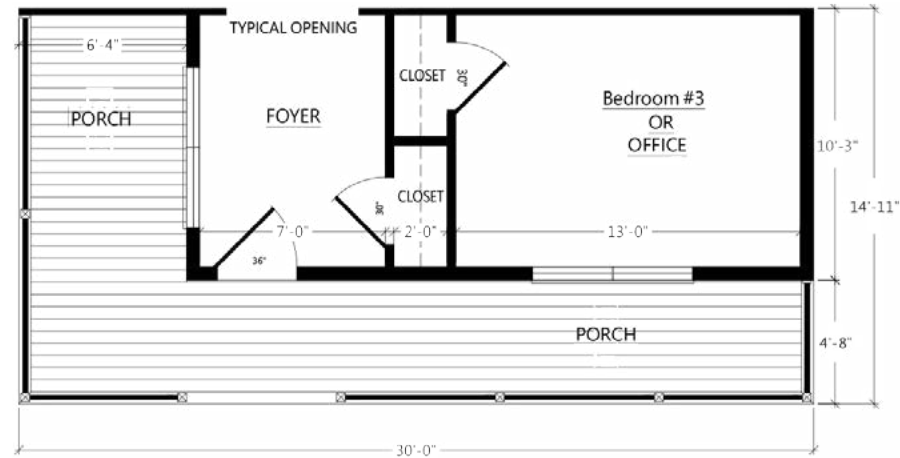 TYPICAL OPENING
6'-4"
CLOSET
30"
PORCH
FOYER
Bedroom #3
OR
OFFICE
10'-3"
14'-11"
CLOSET
30"
7'-0"
2'-0"
13'-0"
36"
PORCH
4'-8"
30'-0"